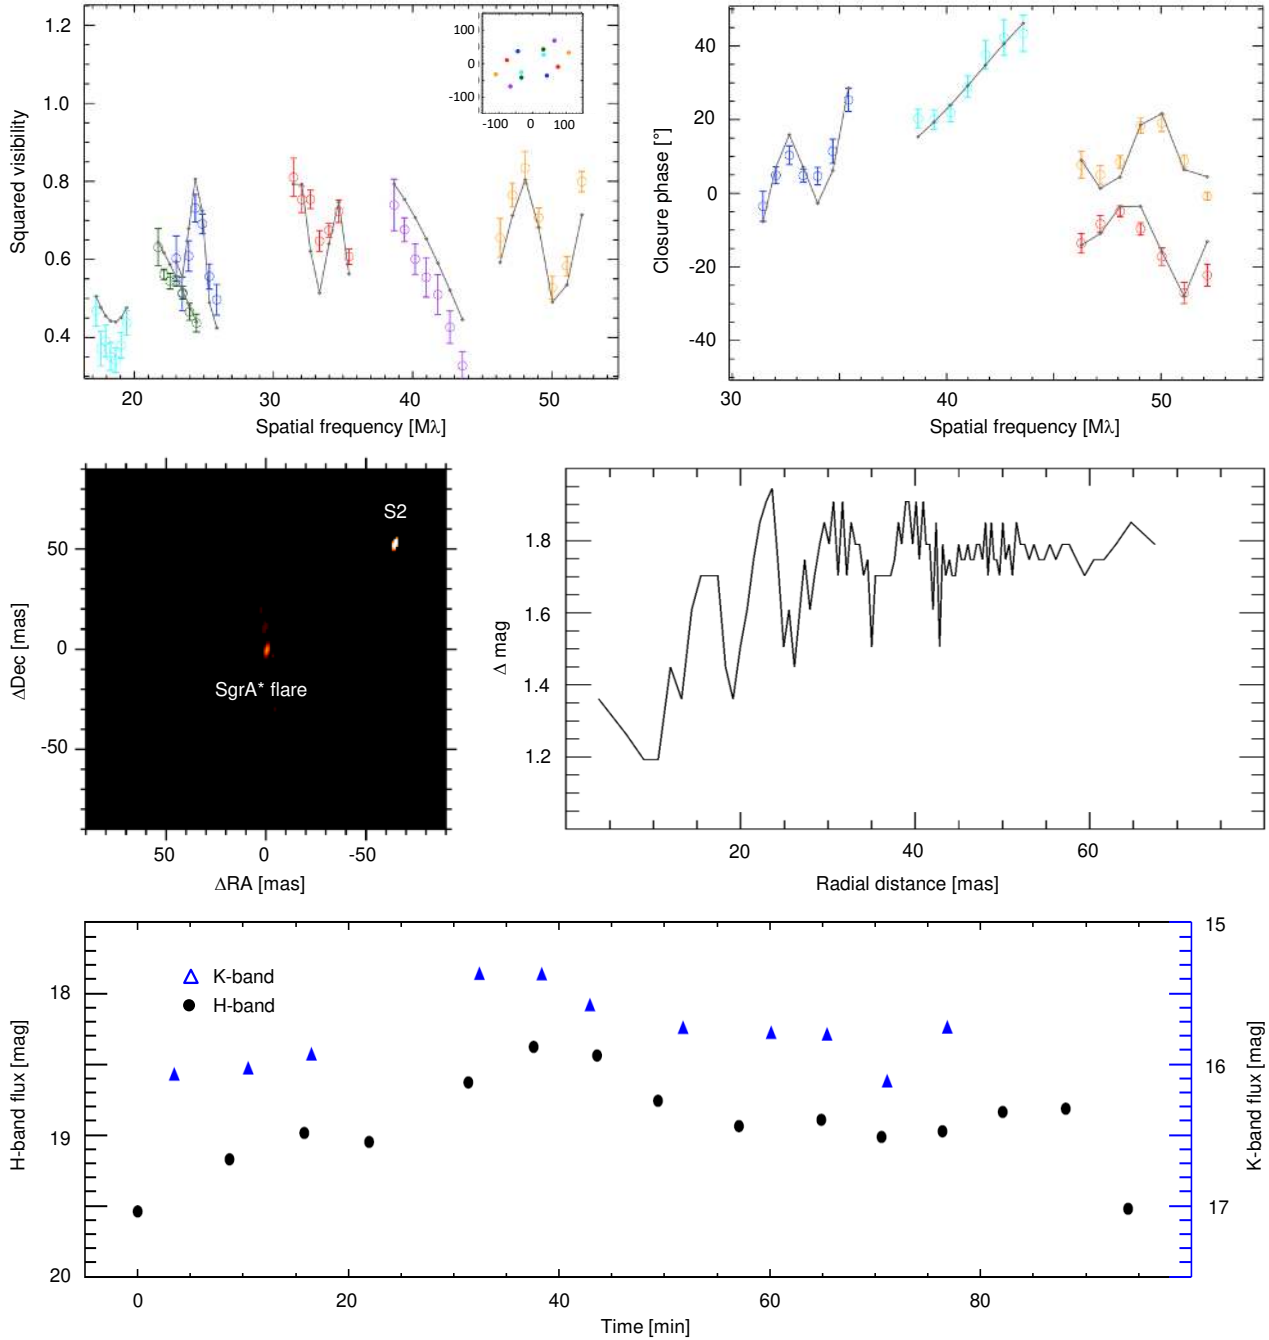 1.2
1.0
0.8
0.6
0.4
Squared visibility
100
0
-100
-100 0 100
20 30 40 50
Spatial frequency [Mλ]
40
20
0
-20
-40
Closure phase [°]
30 40 50
Spatial frequency [Mλ]
50
0
-50
ΔDec [mas]
S2
SgrA* flare
50 0 -50
ΔRA [mas]
1.8
1.6
1.4
1.2
Δ mag
20 40 60
Radial distance [mas]
18
19
20
H-band flux [mag]
K-band
H-band
15
16
17
K-band flux [mag]
0 20 40 60 80
Time [min]